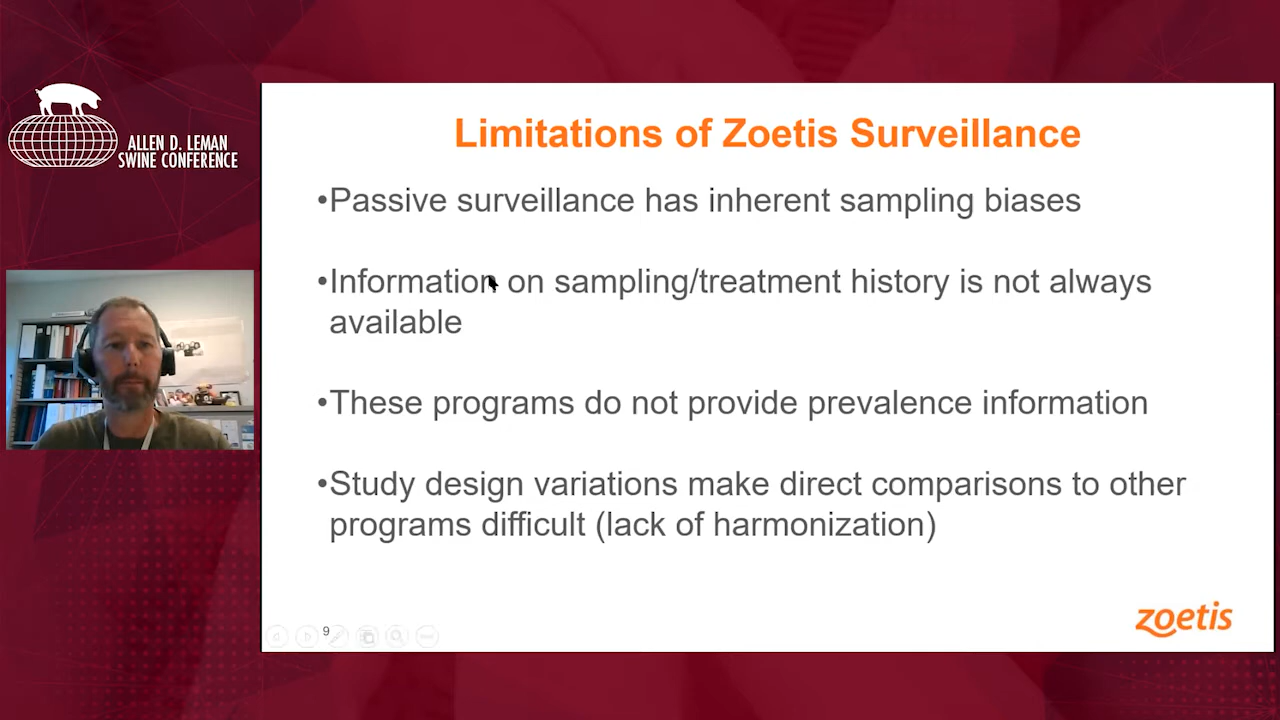 ALLEN D. LEMAN
SWINE CONFERENCE
Limitations of Zoetis Surveillance
•Passive surveillance has inherent sampling biases
•Information on sampling/treatment history is not always
available
•These programs do not provide prevalence information
•Study design variations make direct comparisons to other
programs difficult (lack of harmonization)
9
zoetis